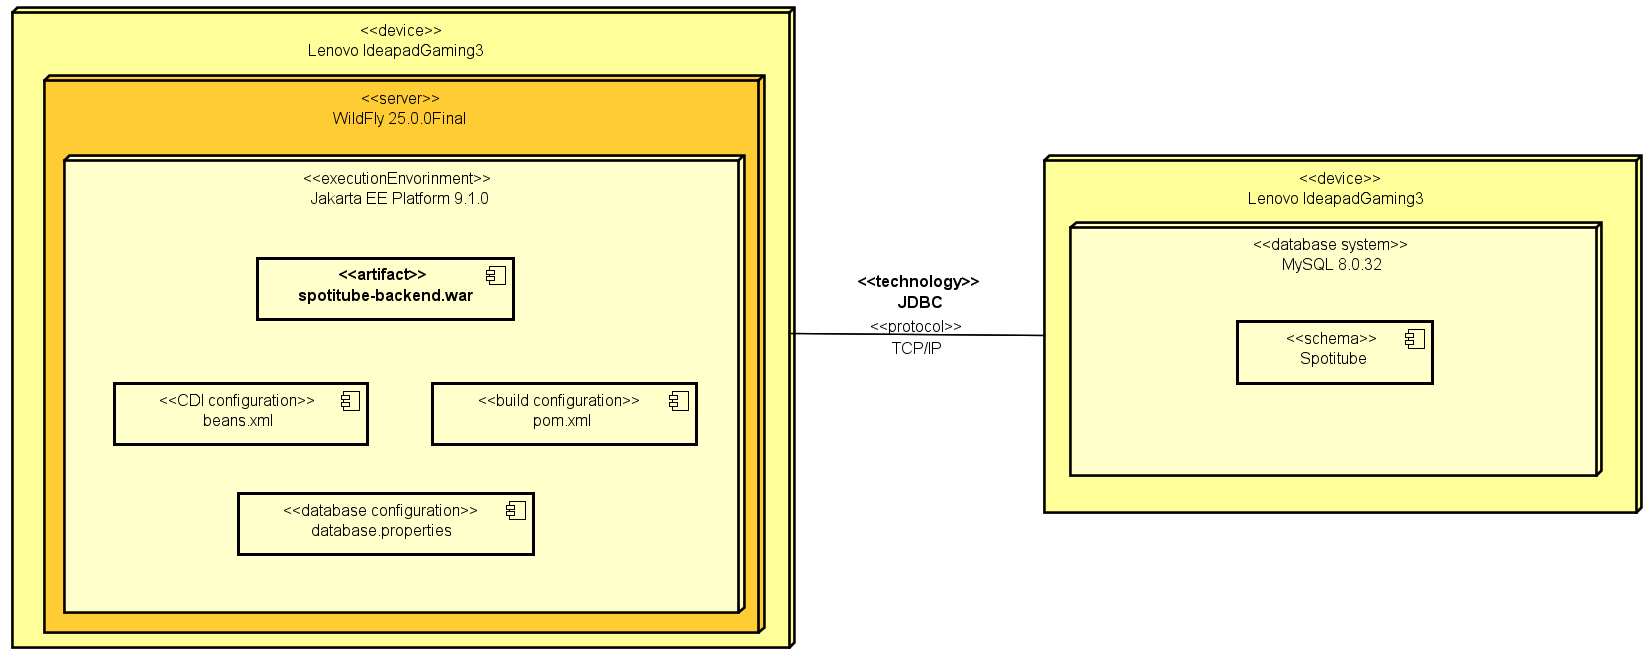 <<device>>
Lenovo IdeapadGaming3
<<server>>
WildFly 25.0.0Final
<<executionEnvorinment>>
Jakarta EE Platform 9.1.0
<<artifact>>
spotitube-backend.war
<<CDI configuration>>
beans.xml
<<build configuration>>
pom.xml
<<database configuration>>
database.properties
<<technology>>
JDBC
<<protocol>>
TCP/IP
<<device>>
Lenovo IdeapadGaming3
<<database system>>
MySQL 8.0.32
<<schema>>
Spotitube